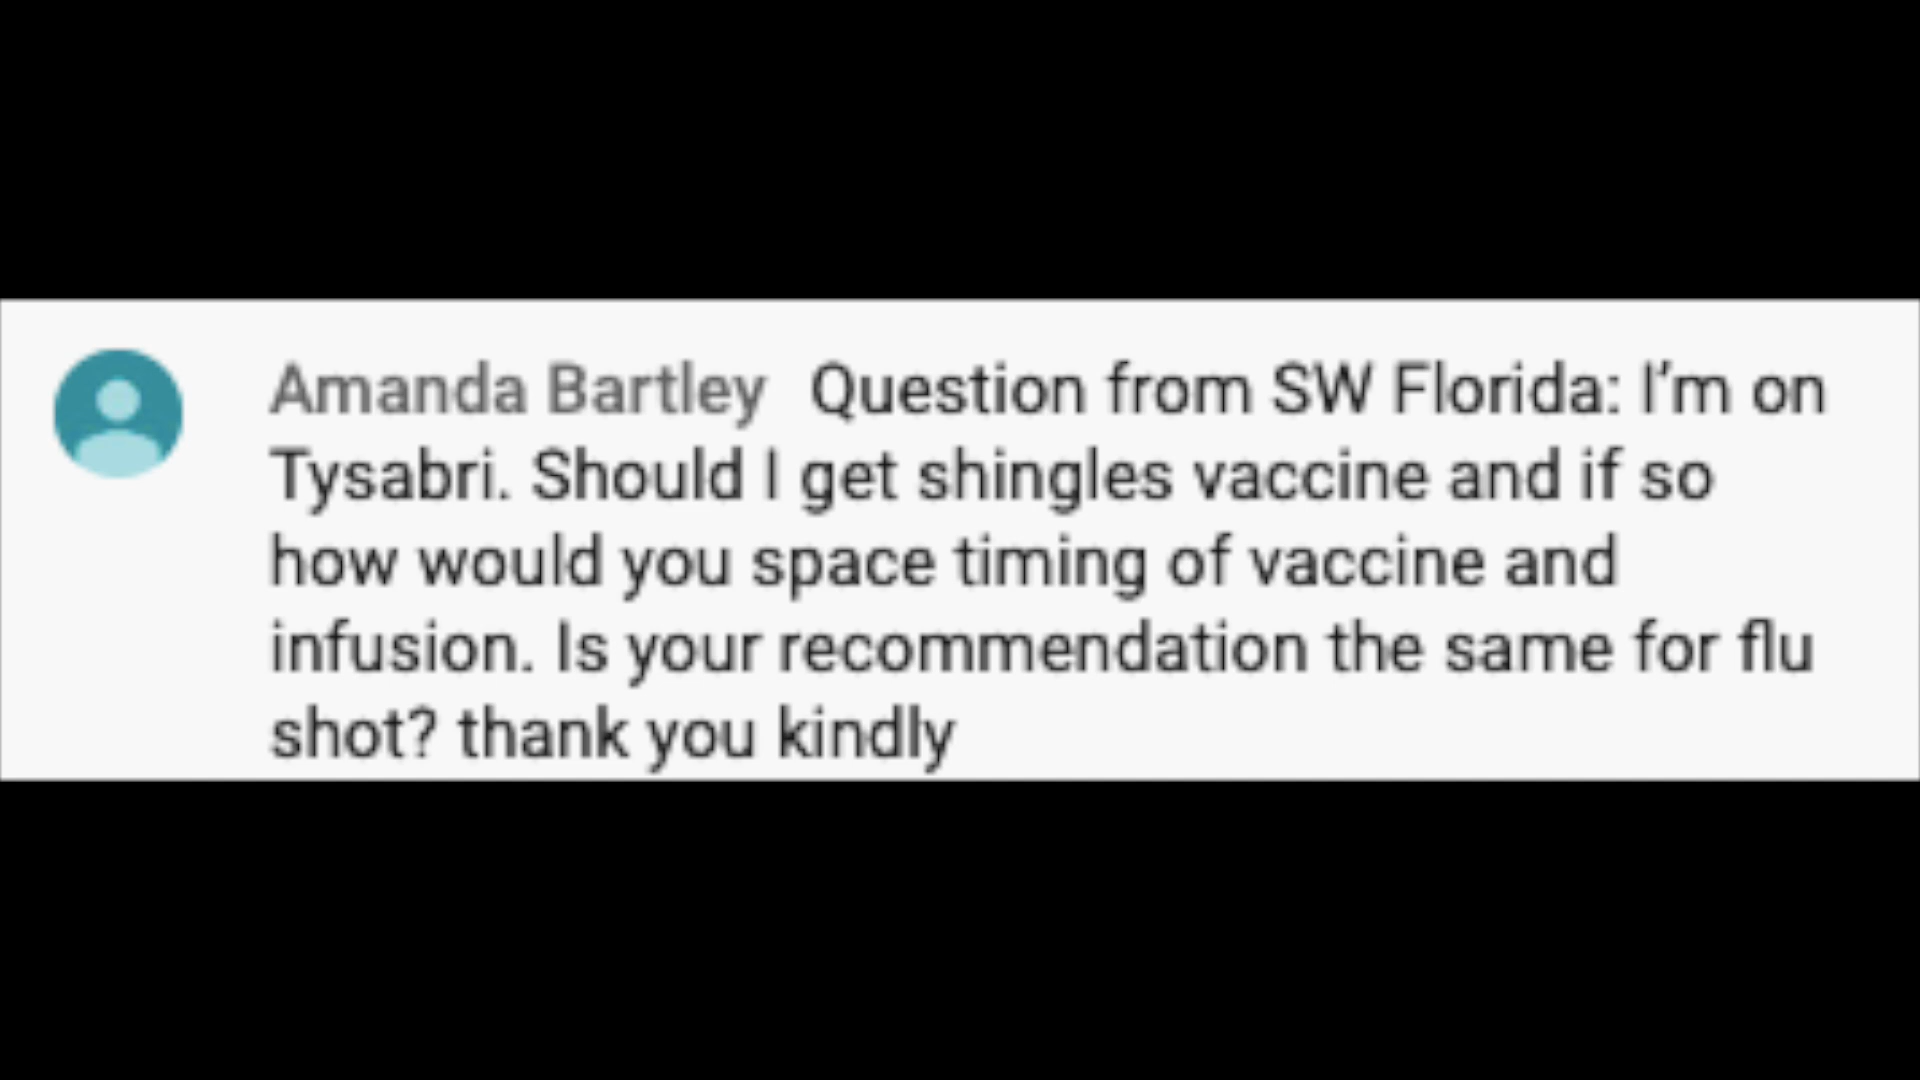 Amanda Bartley Question from SW Florida: I'm on
Tysabri. Should I get shingles vaccine and if so
how would you space timing of vaccine and
infusion. Is your recommendation the same for flu
shot? thank you kindly